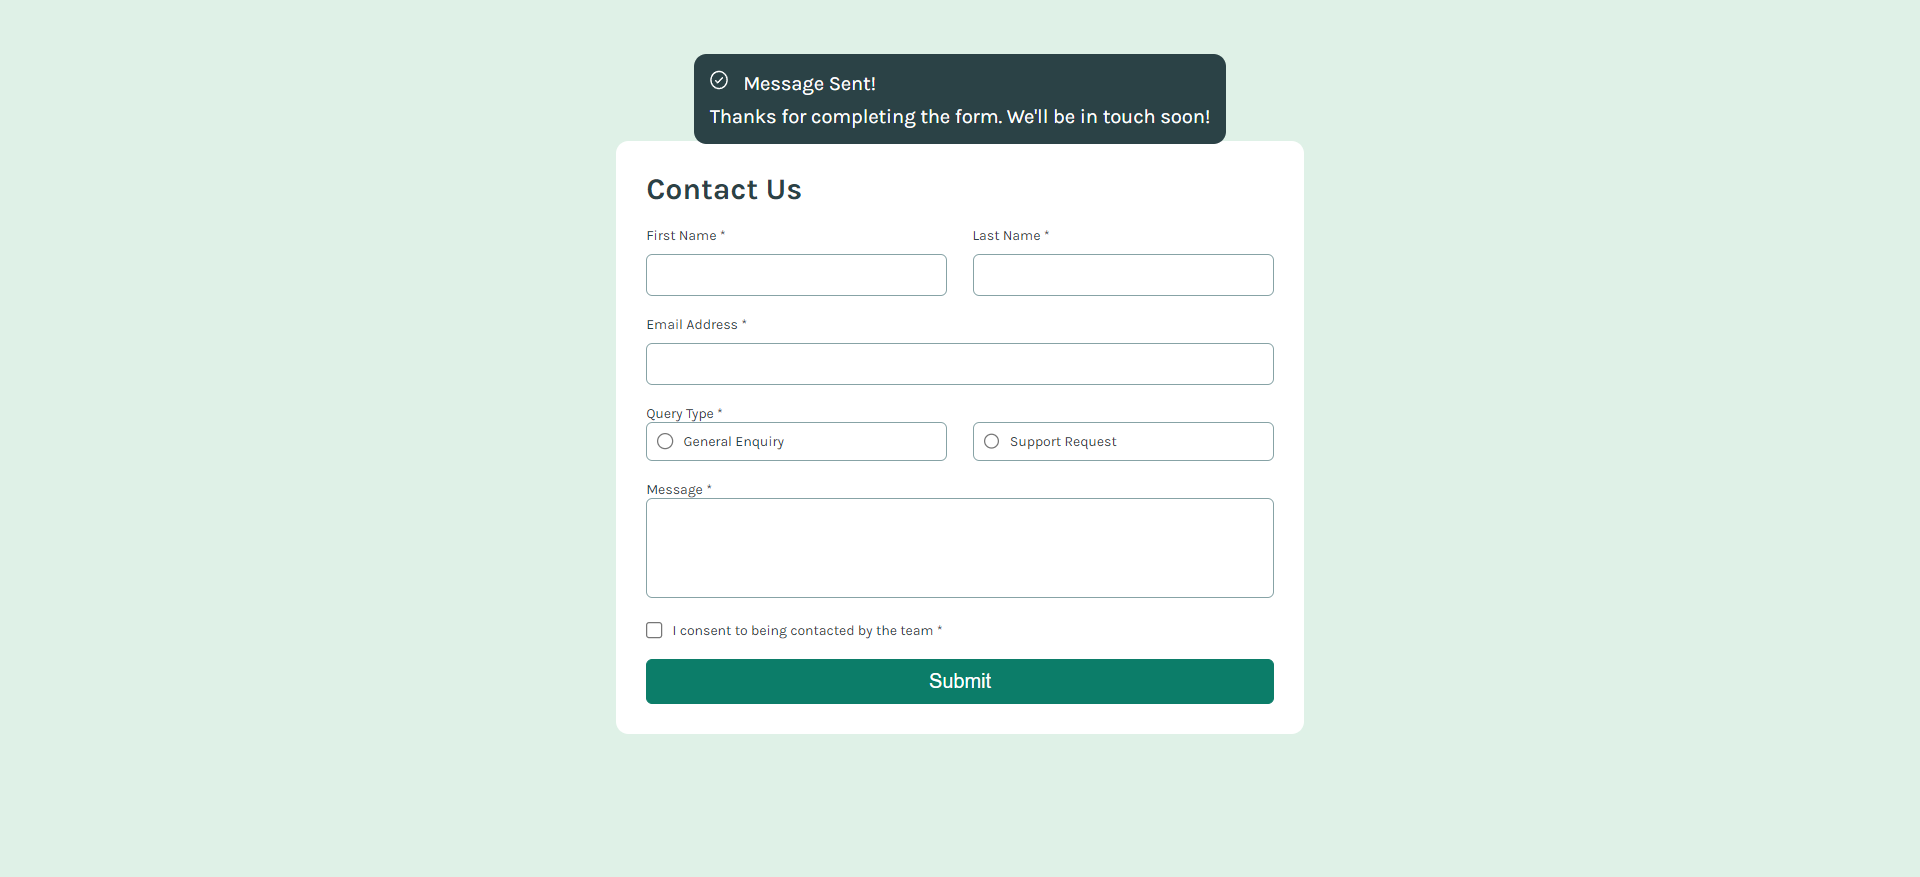 Message Sent!
Thanks for completing the form. We'll be in touch soon!
Contact Us
First Name *
Last Name *
Email Address *
Query Type *
General Enquiry
Support Request
Message *
I consent to being contacted by the team *
Submit